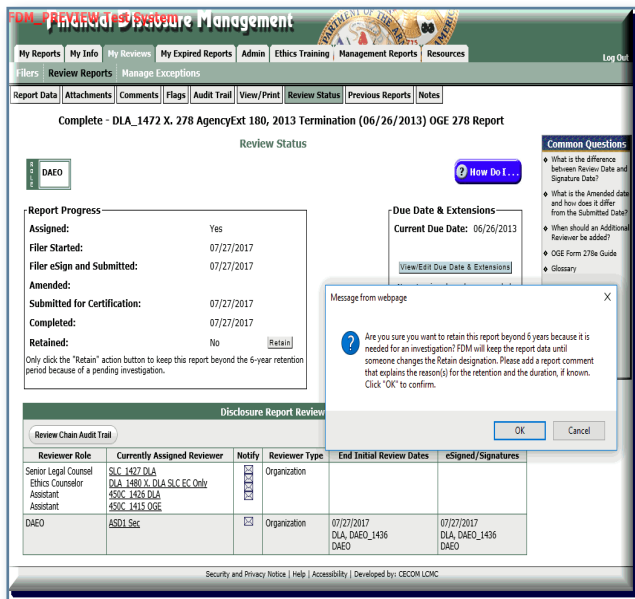 FDM_PREVIEW Test System
Financial Disclosure Management
My Reports My Info My Reviews My Expired Reports Admin Ethics Training Management Reports Resources
Log Out
Filers Review Reports Manage Exceptions
Report Data Attachments Comments Flags Audit Trail View/Print Review Status Previous Reports Notes
Complete - DLA_1472 X. 278 AgencyExt 180, 2013 Termination (06/26/2013) OGE 278 Report
Review Status
ROLE
DAEO
? How Do I . . .
Common Questions
What is the difference
between Review Date and
Signature Date?
What is the Amended date
and how does it differ
from the Submitted Date?
When should an Additional
Reviewer be added?
OGE Form 278e Guide
Glossary
Report Progress
Assigned: Yes
Filer Started: 07/27/2017
Filer eSign and Submitted: 07/27/2017
Amended:
Submitted for Certification: 07/27/2017
Completed: 07/27/2017
Retained: No Retain
Only click the "Retain" action button to keep this report beyond the 6-year retention
period because of a pending investigation.
Due Date & Extensions
Current Due Date: 06/26/2013
View/Edit Due Date & Extensions
Message from webpage X
? Are you sure you want to retain this report beyond 6 years because it is
needed for an investigation? FDM will keep the report data until
someone changes the Retain designation. Please add a report comment
that explains the reason(s) for the retention and the duration, if known.
Click "OK" to confirm.
OK Cancel
Disclosure Report Review
Review Chain Audit Trail
Reviewer Role Currently Assigned Reviewer Notify Reviewer Type End Initial Review Dates eSigned/Signatures
Senior Legal Counsel SLC_1427 DLA Organization
Ethics Counselor DLA_1480 X. DLA SLC EC Only
Assistant 450C_1426 DLA
Assistant 450C_1415 OGE
DAEO ASD1 Sec Organization 07/27/2017 07/27/2017
DLA, DAEO_1436 DLA, DAEO_1436
DAEO DAEO
Security and Privacy Notice | Help | Accessibility | Developed by: CECOM LCMC